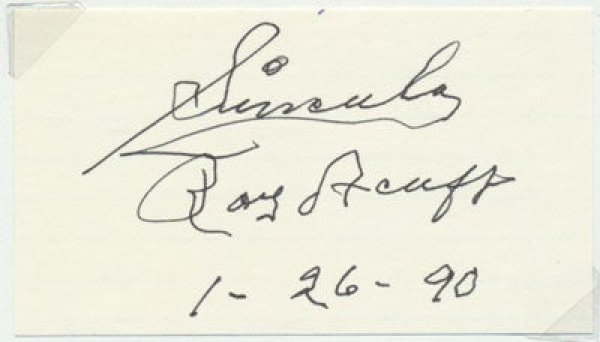 Sincerely
Roy Acuff
1-26-90